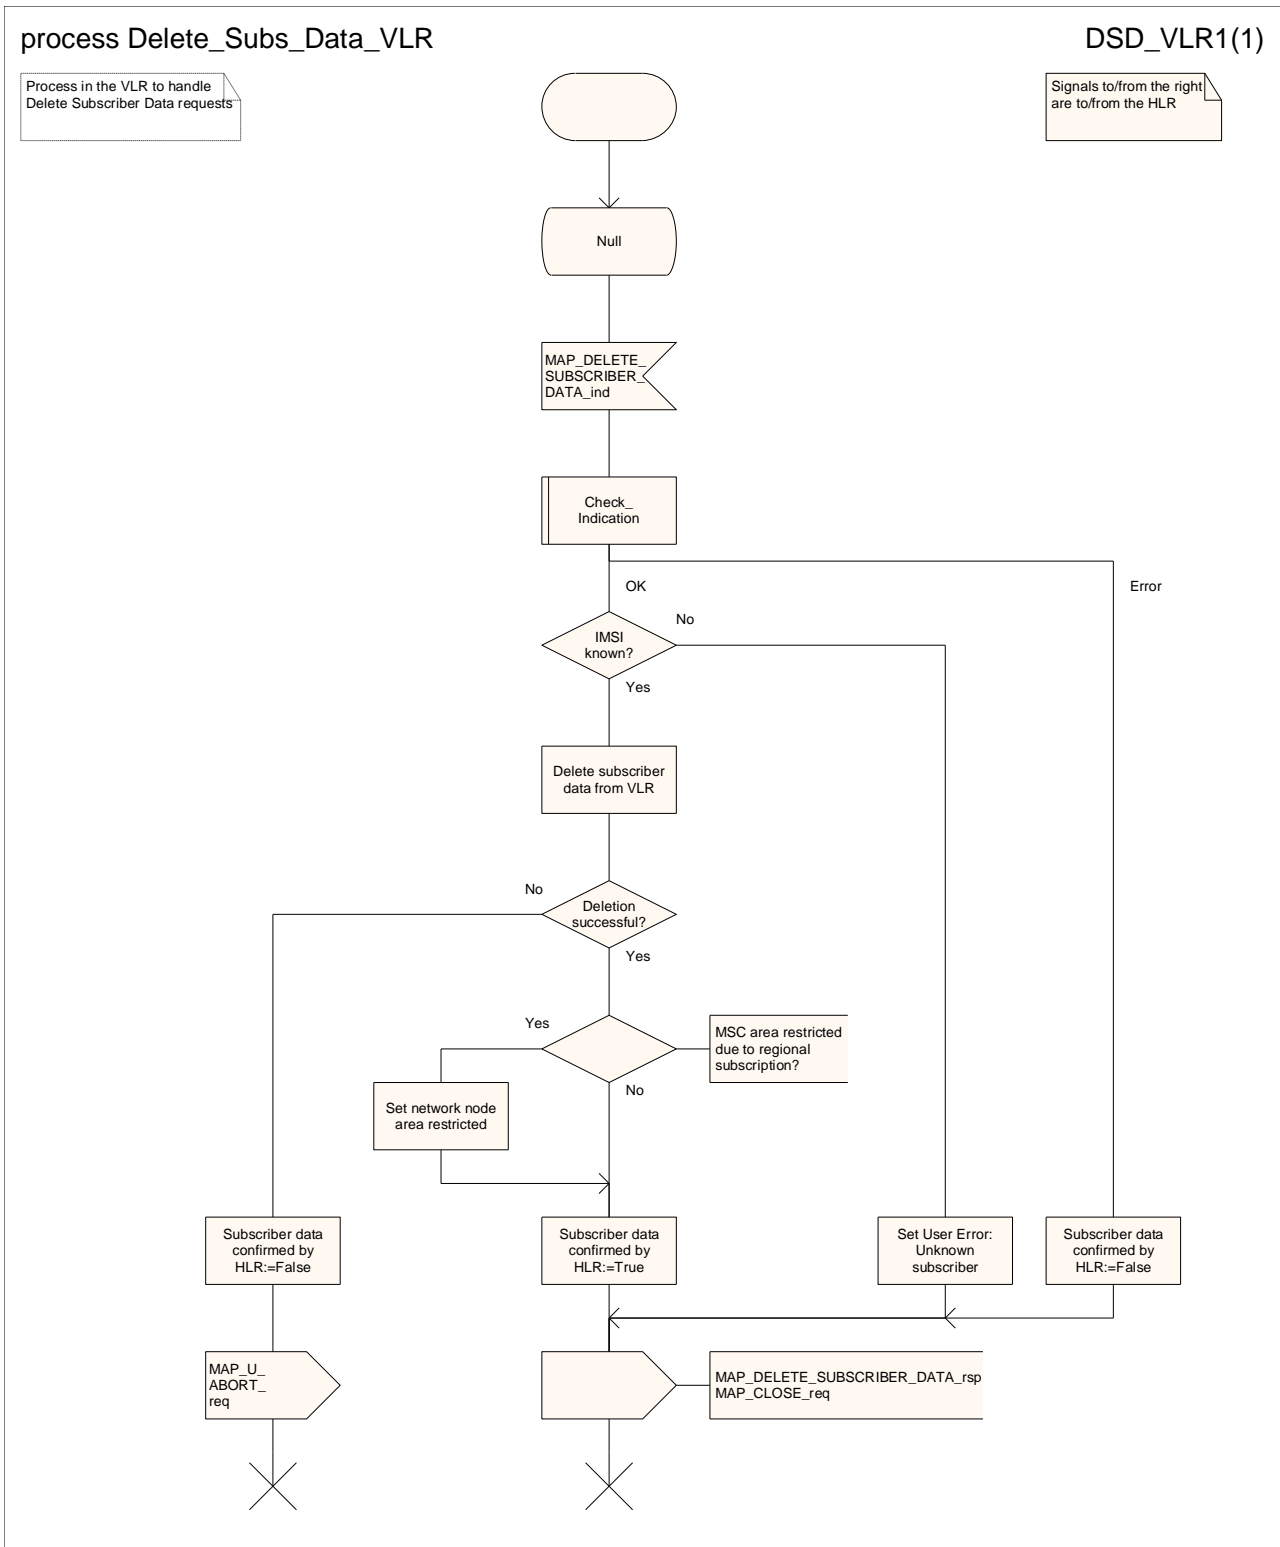 process Delete_Subs_Data_VLR
DSD_VLR1(1)
Process in the VLR to handle
Delete Subscriber Data requests
Signals to/from the right
are to/from the HLR
Null
MAP_DELETE_
SUBSCRIBER_
DATA_ind
Check_
Indication
OK
Error
No
IMSI
known?
Yes
Delete subscriber
data from VLR
No
Deletion
successful?
Yes
Yes
MSC area restricted
due to regional
subscription?
No
Set network node
area restricted
Subscriber data
confirmed by
HLR:=False
Subscriber data
confirmed by
HLR:=True
Set User Error:
Unknown
subscriber
Subscriber data
confirmed by
HLR:=False
MAP_U_
ABORT_
req
MAP_DELETE_SUBSCRIBER_DATA_rsp
MAP_CLOSE_req